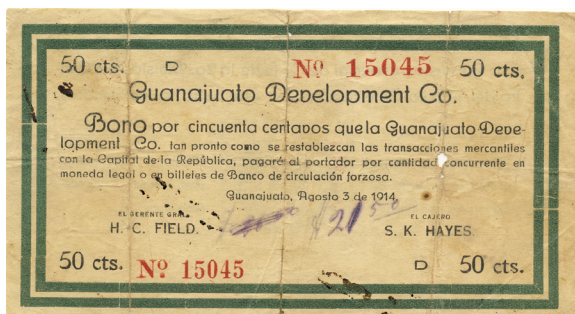 50 cts. D Nº 15045 50 cts.
Guanajuato Development Co.
Bono por cincuenta centavos que la Guanajuato Deve-
lopment Co. tan pronto como se restablezcan las transacciones mercantiles
con la Capital de la República, pagaré al portador por cantidad concurrente en
moneda legal o en billetes de Banco de circulación forzosa.
Guanajuato, Agosto 3 de 1914
EL GERENTE GRAL. EL CAJERO
H. C. FIELD. $21 50 S. K. HAYES
50 cts. Nº 15045 D 50 cts.